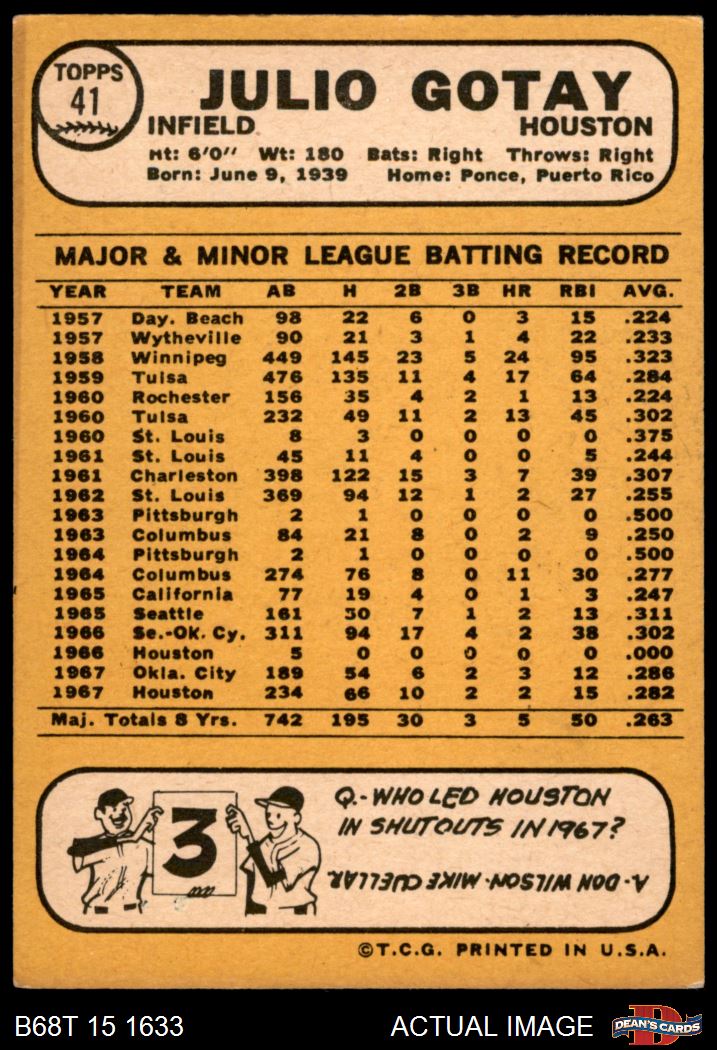 TOPPS
41
JULIO GOTAY
INFIELD HOUSTON
Ht: 6'0" Wt: 180 Bats: Right Throws: Right
Born: June 9, 1939 Home: Ponce, Puerto Rico
MAJOR & MINOR LEAGUE BATTING RECORD
YEAR TEAM AB H 2B 3B HR RBI AVG.
1957 Day. Beach 98 22 6 0 3 15 .224
1957 Wytheville 90 21 3 1 4 22 .233
1958 Winnipeg 449 145 23 5 24 95 .323
1959 Tulsa 476 135 11 4 17 64 .284
1960 Rochester 156 35 4 2 1 13 .224
1960 Tulsa 232 49 11 2 13 45 .302
1960 St. Louis 8 3 0 0 0 0 .375
1961 St. Louis 45 11 4 0 0 5 .244
1961 Charleston 398 122 15 3 7 39 .307
1962 St. Louis 369 94 12 1 2 27 .255
1963 Pittsburgh 2 1 0 0 0 0 .500
1963 Columbus 84 21 8 0 2 9 .250
1964 Pittsburgh 2 1 0 0 0 0 .500
1964 Columbus 274 76 8 0 11 30 .277
1965 California 77 19 4 0 1 3 .247
1965 Seattle 161 50 7 1 2 13 .311
1966 Se.-Ok. Cy. 311 94 17 4 2 38 .302
1966 Houston 5 0 0 0 0 0 .000
1967 Okla. City 189 54 6 2 3 12 .286
1967 Houston 234 66 10 2 2 15 .282
Maj. Totals 8 Yrs. 742 195 30 3 5 50 .263
3
Q.-WHO LED HOUSTON
IN SHUTOUTS IN 1967?
A-DON WILSON-MIKE CUELLAR
©T.C.G. PRINTED IN U.S.A.
B68T 15 1633 ACTUAL IMAGE
D
DEAN'S CARDS